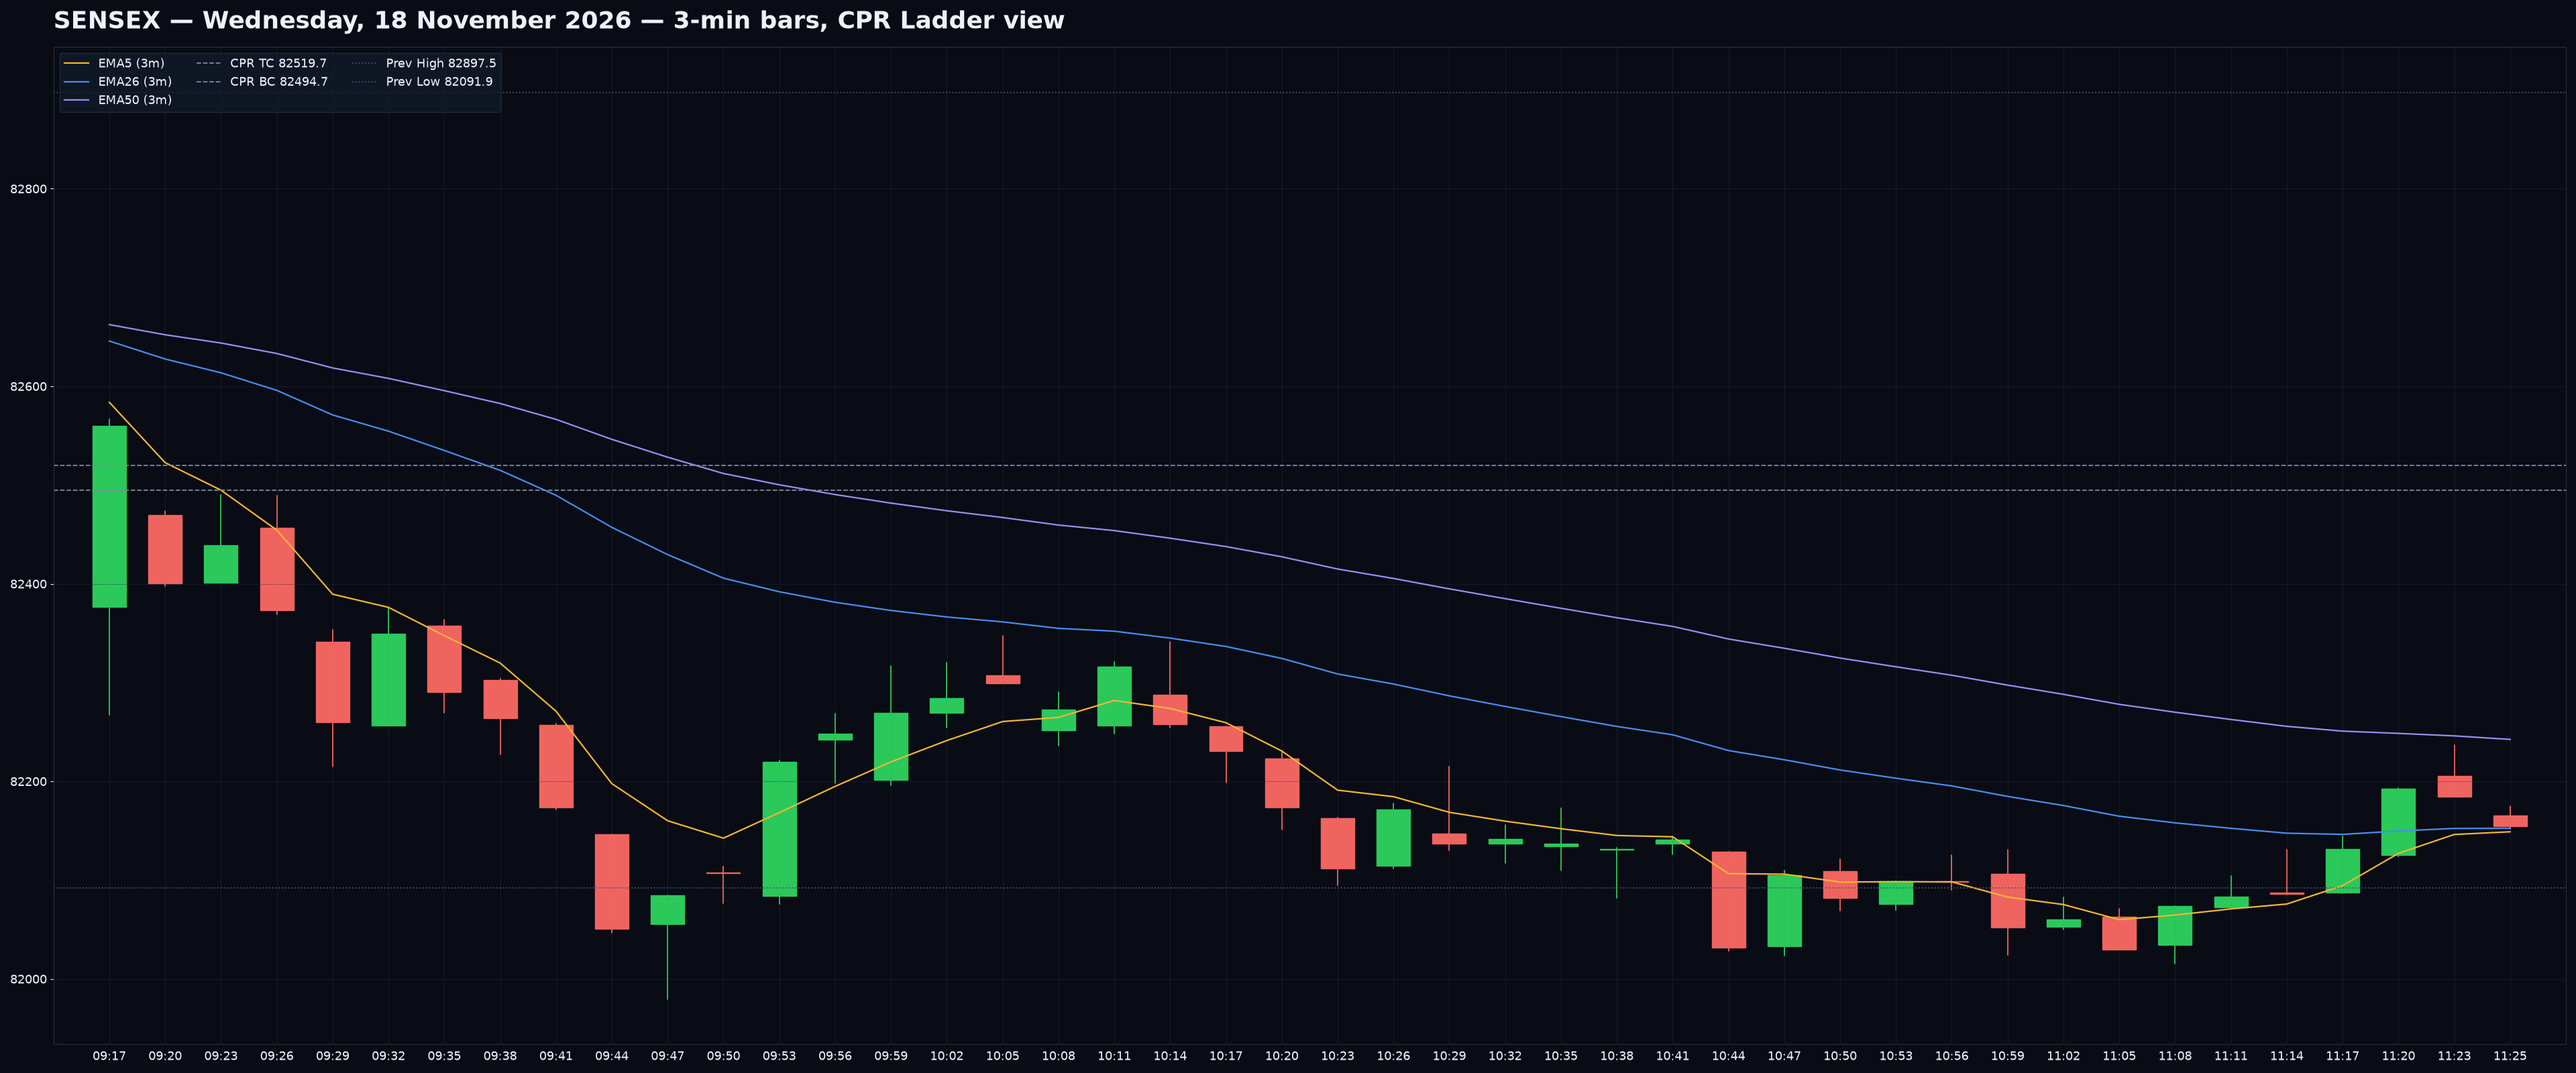 SENSEX — Wednesday, 18 November 2026 — 3-min bars, CPR Ladder view
EMA5 (3m) CPR TC 82519.7 Prev High 82897.5
EMA26 (3m) CPR BC 82494.7 Prev Low 82091.9
EMA50 (3m)
82800
82600
82400
82200
82000
09:17 09:20 09:23 09:26 09:29 09:32 09:35 09:38 09:41 09:44 09:47 09:50 09:53 09:56 09:59 10:02 10:05 10:08 10:11 10:14 10:17 10:20 10:23 10:26 10:29 10:32 10:35 10:38 10:41 10:44 10:47 10:50 10:53 10:56 10:59 11:02 11:05 11:08 11:11 11:14 11:17 11:20 11:23 11:25